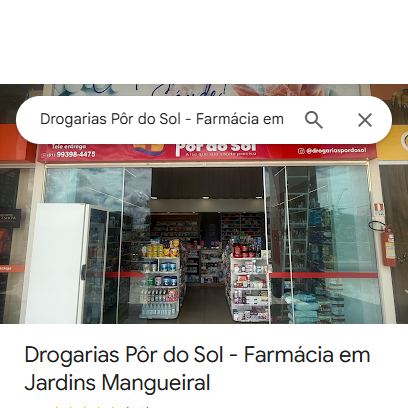 Drogarias Pôr do Sol - Farmácia em
Tele entrega
(61) 99398-4475
Pôr do Sol
@drogariaspordosol
Drogarias Pôr do Sol - Farmácia em
Jardins Mangueiral